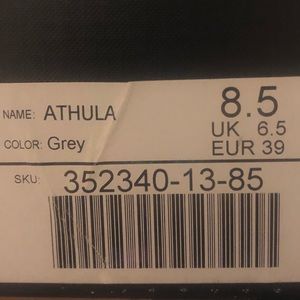 NAME: ATHULA 8.5
UK 6.5
COLOR: Grey EUR 39
SKU: 352340-13-85